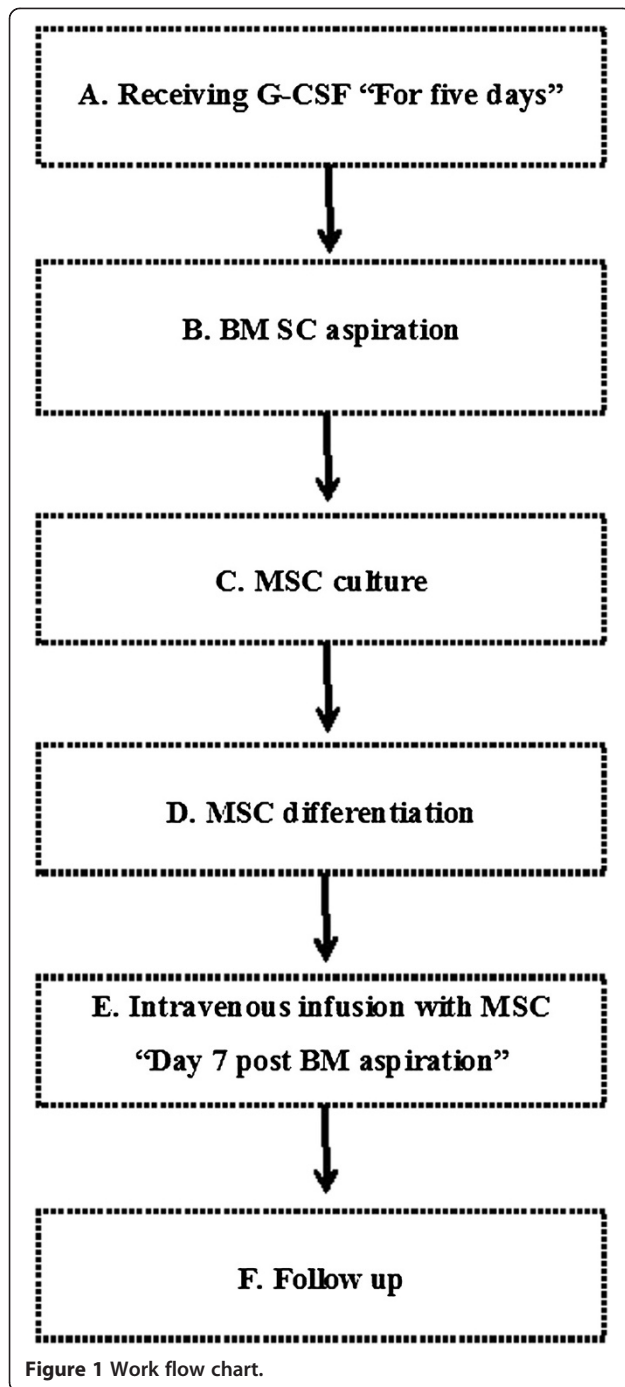 A. Receiving G-CSF “For five days”
B. BM SC aspiration
C. MSC culture
D. MSC differentiation
E. Intravenous infusion with MSC
“Day 7 post BM aspiration”
F. Follow up
Figure 1 Work flow chart.